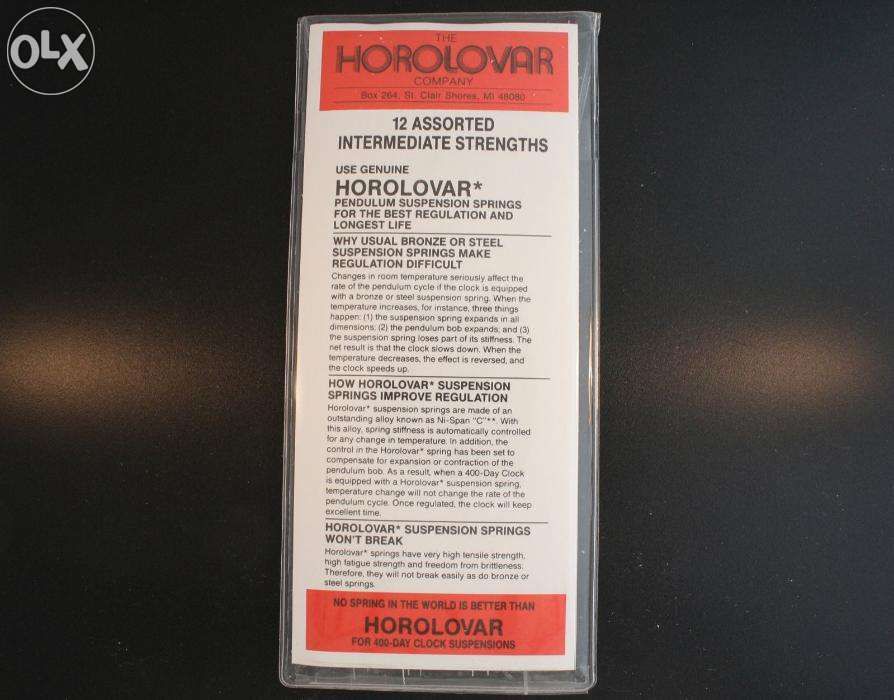 OLX
THE
HOROLOVAR
COMPANY
Box 264, St. Clair Shores, MI 48080
12 ASSORTED
INTERMEDIATE STRENGTHS
USE GENUINE
HOROLOVAR*
PENDULUM SUSPENSION SPRINGS
FOR THE BEST REGULATION AND
LONGEST LIFE
WHY USUAL BRONZE OR STEEL
SUSPENSION SPRINGS MAKE
REGULATION DIFFICULT
Changes in room temperature seriously affect the
rate of the pendulum cycle if the clock is equipped
with a bronze or steel suspension spring. When the
temperature increases, for instance, three things
happen: (1) the suspension spring expands in all
dimensions; (2) the pendulum bob expands; and (3)
the suspension spring loses part of its stiffness. The
net result is that the clock slows down. When the
temperature decreases, the effect is reversed, and
the clock speeds up.
HOW HOROLOVAR* SUSPENSION
SPRINGS IMPROVE REGULATION
Horolovar* suspension springs are made of an
outstanding alloy known as Ni-Span "C"**. With
this alloy, spring stiffness is automatically controlled
for any change in temperature. In addition, the
control in the Horolovar* spring has been set to
compensate for expansion or contraction of the
pendulum bob. As a result, when a 400-Day Clock
is equipped with a Horolovar* suspension spring,
temperature change will not change the rate of the
pendulum cycle. Once regulated, the clock will keep
excellent time.
HOROLOVAR* SUSPENSION SPRINGS
WON'T BREAK
Horolovar* springs have very high tensile strength,
high fatigue strength and freedom from brittleness.
Therefore, they will not break easily as do bronze or
steel springs.
NO SPRING IN THE WORLD IS BETTER THAN
HOROLOVAR
FOR 400-DAY CLOCK SUSPENSIONS